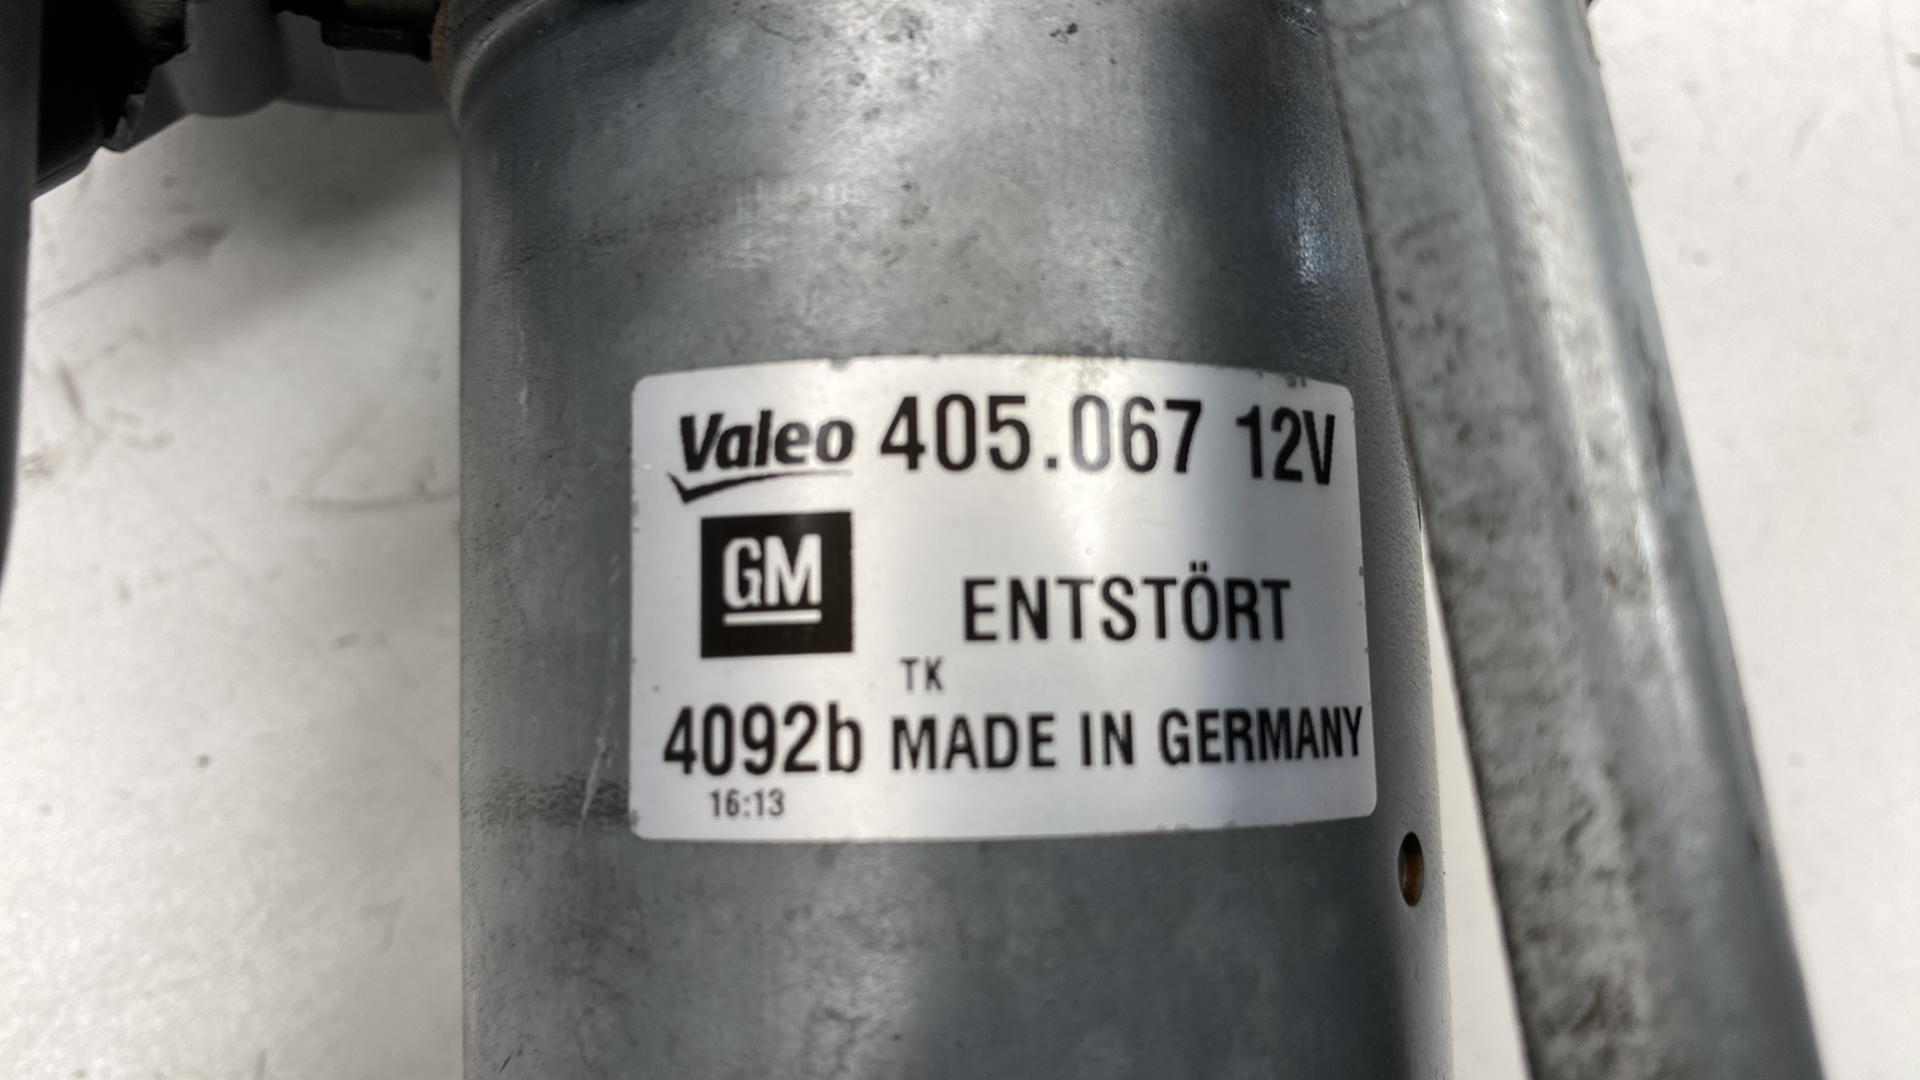 Valeo 405.067 12V
GM ENTSTÖRT
TK
4092b MADE IN GERMANY
16:13